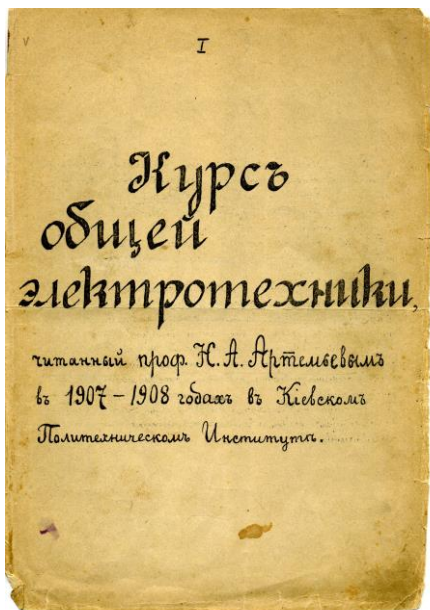 I
Курсъ
общей
электротехники,
читанный проф. Н. А. Артемьевымъ
въ 1907–1908 годахъ въ Кіевскомъ
Политехническомъ Институтѣ.